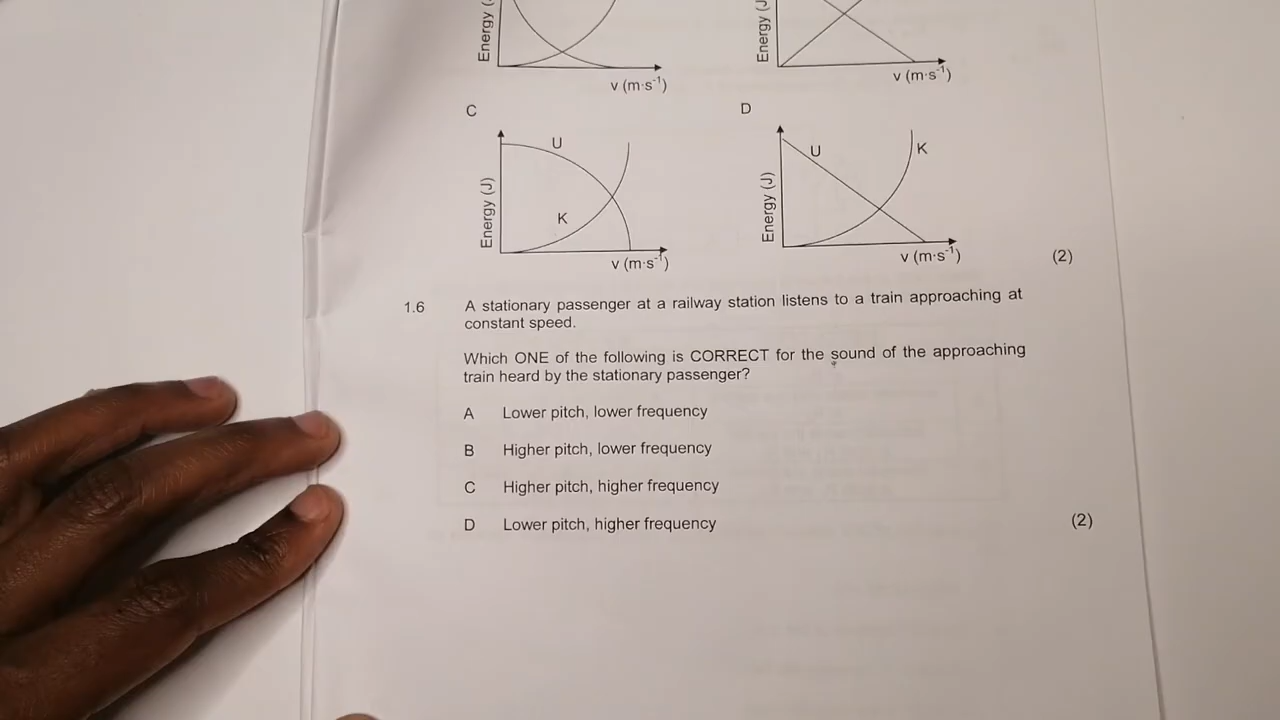 Energy (
Energy (J
v (m·s⁻¹)
v (m·s⁻¹)
C
D
U
U
K
K
Energy (J)
Energy (J)
v (m·s⁻¹)
v (m·s⁻¹)
(2)
1.6 A stationary passenger at a railway station listens to a train approaching at
constant speed.
Which ONE of the following is CORRECT for the sound of the approaching
train heard by the stationary passenger?
A Lower pitch, lower frequency
B Higher pitch, lower frequency
C Higher pitch, higher frequency
D Lower pitch, higher frequency
(2)